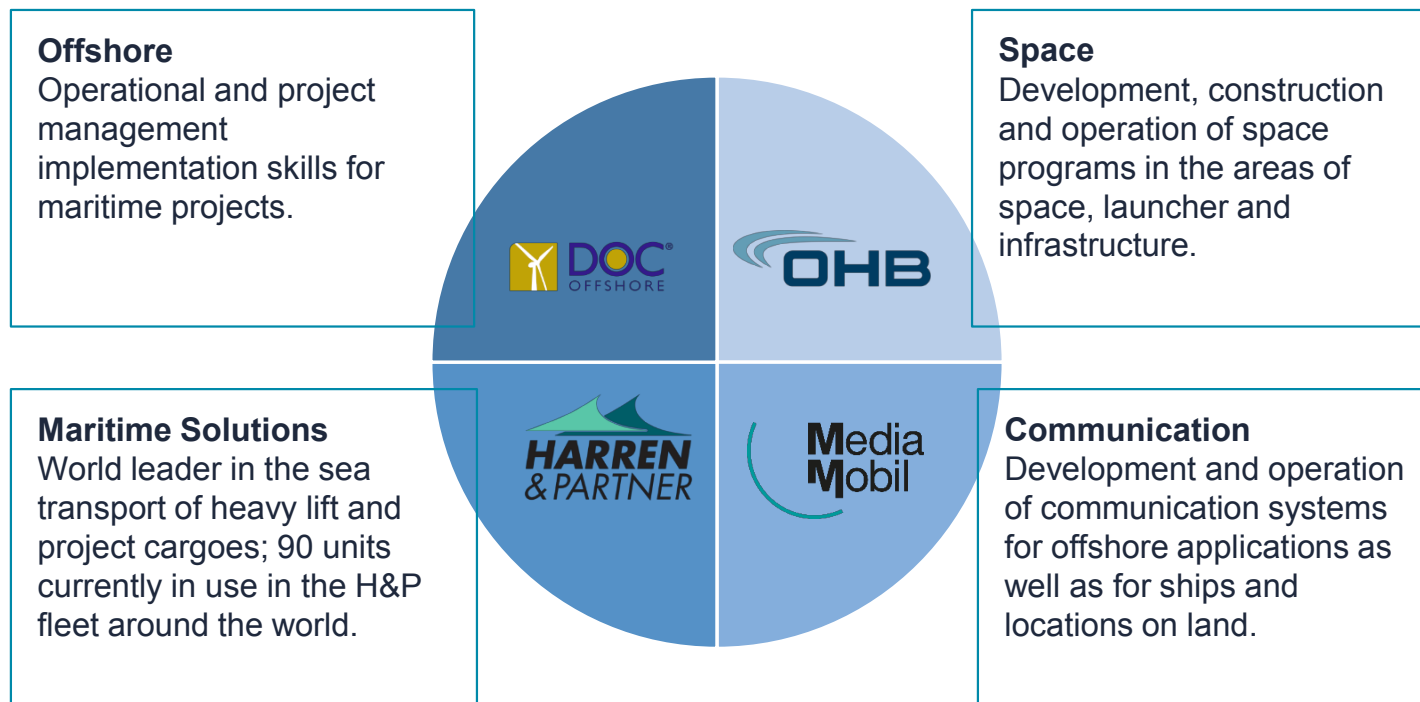 Offshore
Operational and project
management
implementation skills for
maritime projects.
Space
Development, construction
and operation of space
programs in the areas of
space, launcher and
infrastructure.
DOC®
OFFSHORE
OHB
Maritime Solutions
World leader in the sea
transport of heavy lift and
project cargoes; 90 units
currently in use in the H&P
fleet around the world.
HARREN
& PARTNER
Media
Mobil
Communication
Development and operation
of communication systems
for offshore applications as
well as for ships and
locations on land.